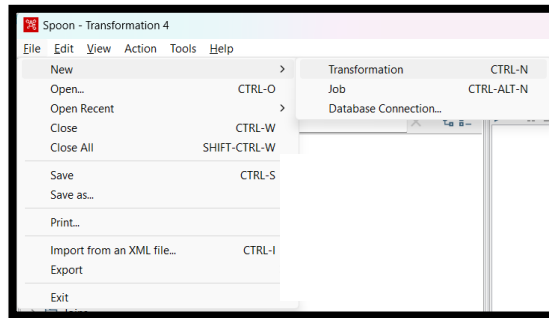 Spoon - Transformation 4
File Edit View Action Tools Help
New >
Open... CTRL-O
Open Recent >
Close CTRL-W
Close All SHIFT-CTRL-W
Save CTRL-S
Save as...
Print...
Import from an XML file... CTRL-I
Export
Exit
Transformation CTRL-N
Job CTRL-ALT-N
Database Connection...